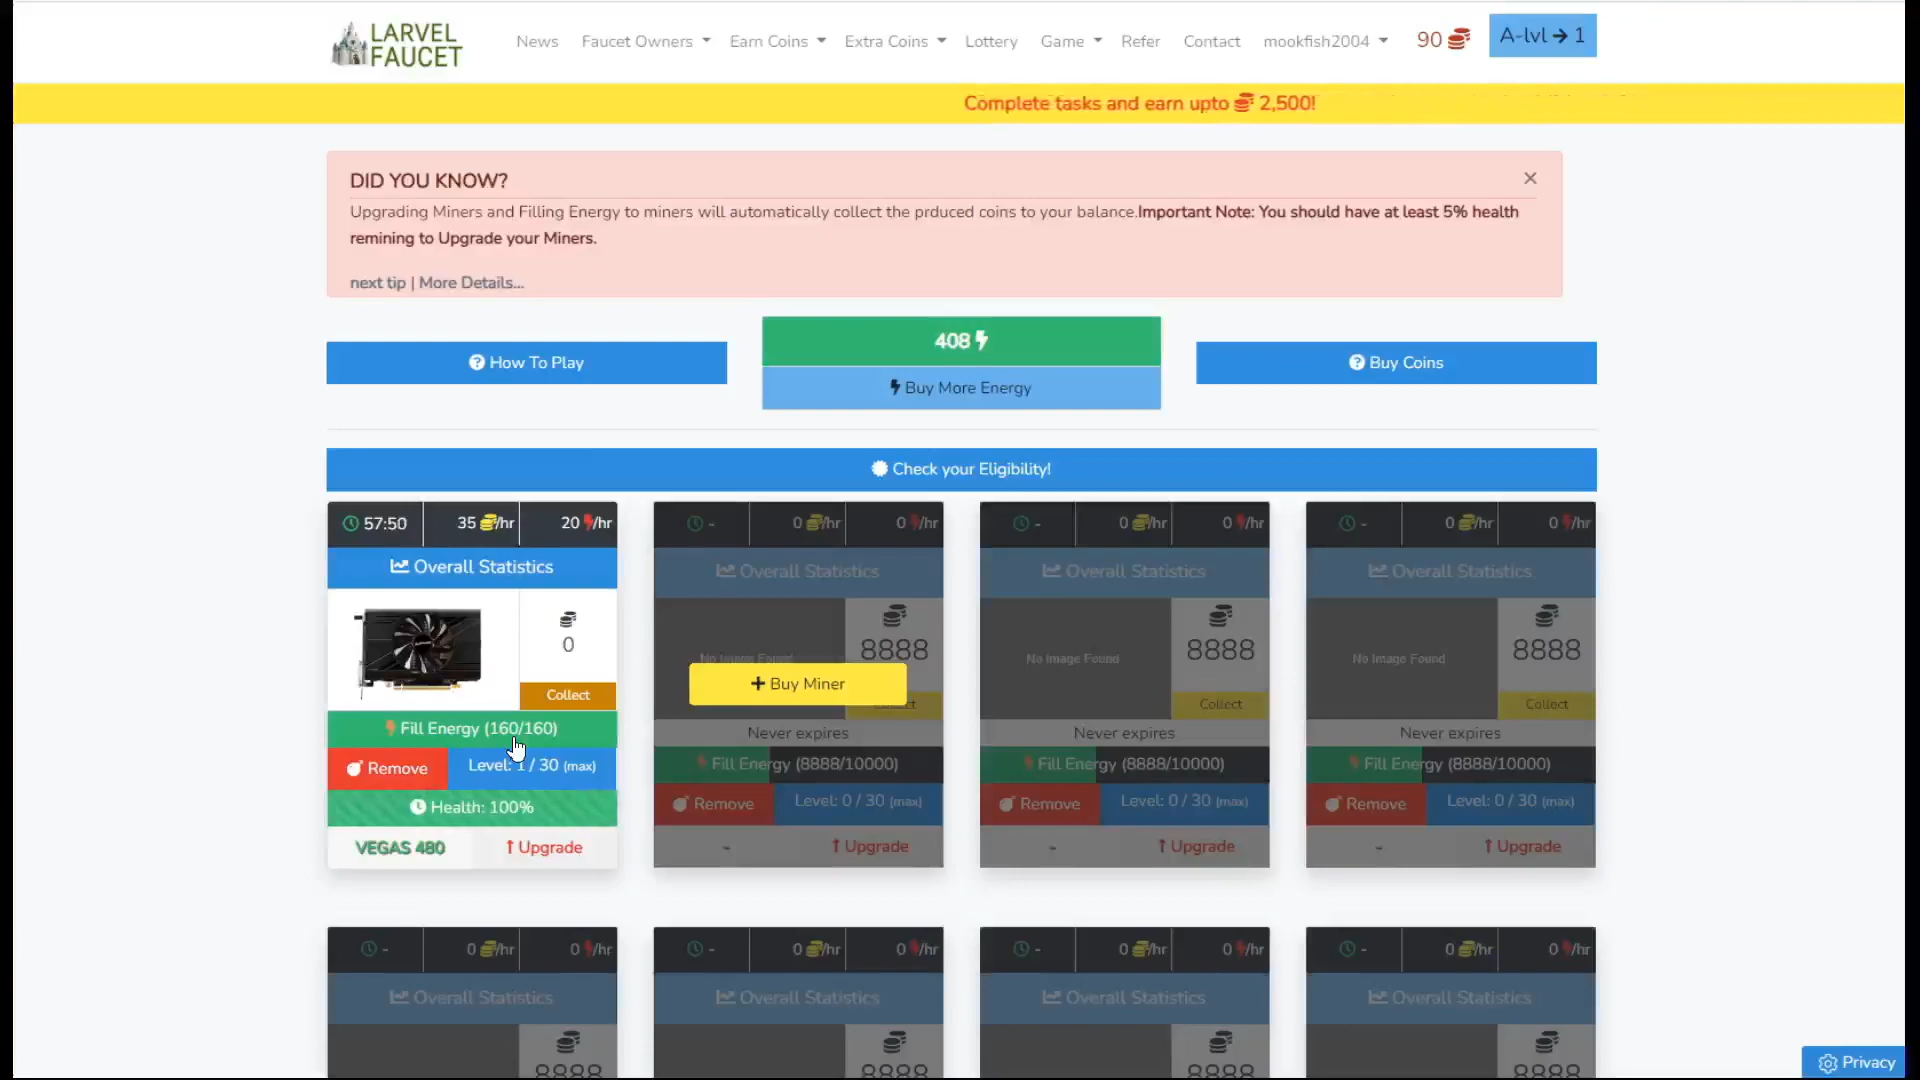 LARVEL
FAUCET
News Faucet Owners Earn Coins Extra Coins Lottery Game Refer Contact mookfish2004 90 A-lvl → 1
Complete tasks and earn upto 2,500!
DID YOU KNOW? ×
Upgrading Miners and Filling Energy to miners will automatically collect the prduced coins to your balance.Important Note: You should have at least 5% health
remining to Upgrade your Miners.
next tip | More Details...
408
How To Play
Buy More Energy
Buy Coins
Check your Eligibility!
57:50 35 /hr 20 /hr
Overall Statistics
0
Collect
Fill Energy (160/160)
Remove Level: 1 / 30 (max)
Health: 100%
VEGAS 480 Upgrade
- 0 /hr 0 /hr
Overall Statistics
No Image Found 8888
+ Buy Miner
Never expires
Fill Energy (8888/10000)
Remove Level: 0 / 30 (max)
- Upgrade
- 0 /hr 0 /hr
Overall Statistics
No Image Found 8888
Collect
Never expires
Fill Energy (8888/10000)
Remove Level: 0 / 30 (max)
- Upgrade
- 0 /hr 0 /hr
Overall Statistics
No Image Found 8888
Collect
Never expires
Fill Energy (8888/10000)
Remove Level: 0 / 30 (max)
- Upgrade
- 0 /hr 0 /hr
Overall Statistics
8888
- 0 /hr 0 /hr
Overall Statistics
8888
- 0 /hr 0 /hr
Overall Statistics
8888
- 0 /hr 0 /hr
Overall Statistics
8888
Privacy